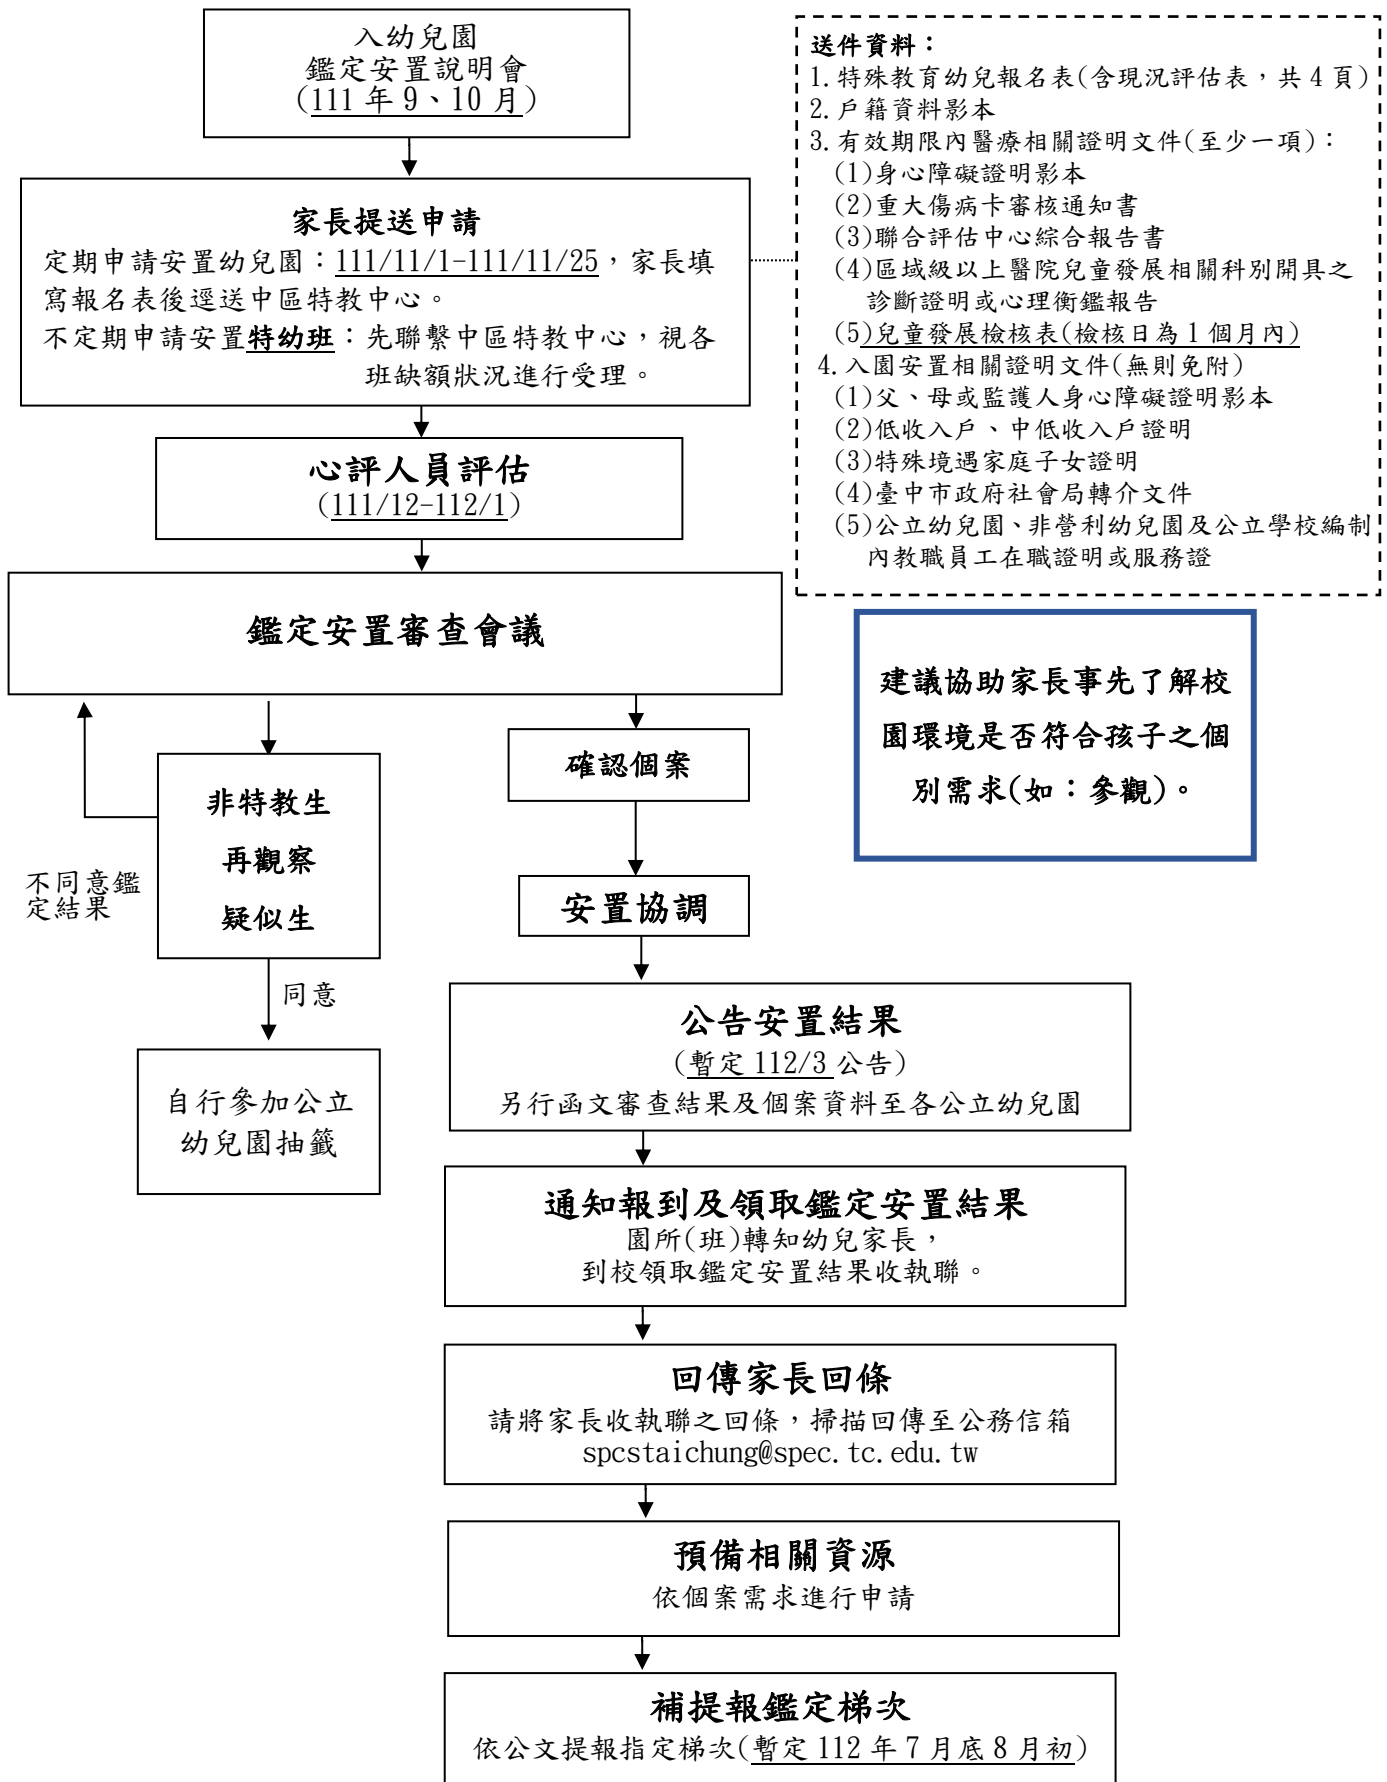 入幼兒園
鑑定安置說明會
(111 年 9、10 月)
家長提送申請
定期申請安置幼兒園：111/11/1-111/11/25，家長填
寫報名表後逕送中區特教中心。
不定期申請安置特幼班：先聯繫中區特教中心，視各
班缺額狀況進行受理。
送件資料：
1.特殊教育幼兒報名表(含現況評估表，共 4 頁)
2.戶籍資料影本
3.有效期限內醫療相關證明文件(至少一項)：
(1)身心障礙證明影本
(2)重大傷病卡審核通知書
(3)聯合評估中心綜合報告書
(4)區域級以上醫院兒童發展相關科別開具之
診斷證明或心理衡鑑報告
(5)兒童發展檢核表(檢核日為 1 個月內)
4.入園安置相關證明文件(無則免附)
(1)父、母或監護人身心障礙證明影本
(2)低收入戶、中低收入戶證明
(3)特殊境遇家庭子女證明
(4)臺中市政府社會局轉介文件
(5)公立幼兒園、非營利幼兒園及公立學校編制
內教職員工在職證明或服務證
心評人員評估
(111/12-112/1)
鑑定安置審查會議
建議協助家長事先了解校
園環境是否符合孩子之個
別需求(如：參觀)。
非特教生
再觀察
疑似生
不同意鑑
定結果
同意
自行參加公立
幼兒園抽籤
確認個案
安置協調
公告安置結果
(暫定 112/3 公告)
另行函文審查結果及個案資料至各公立幼兒園
通知報到及領取鑑定安置結果
園所(班)轉知幼兒家長，
到校領取鑑定安置結果收執聯。
回傳家長回條
請將家長收執聯之回條，掃描回傳至公務信箱
spcstaichung@spec.tc.edu.tw
預備相關資源
依個案需求進行申請
補提報鑑定梯次
依公文提報指定梯次(暫定 112 年 7 月底 8 月初)